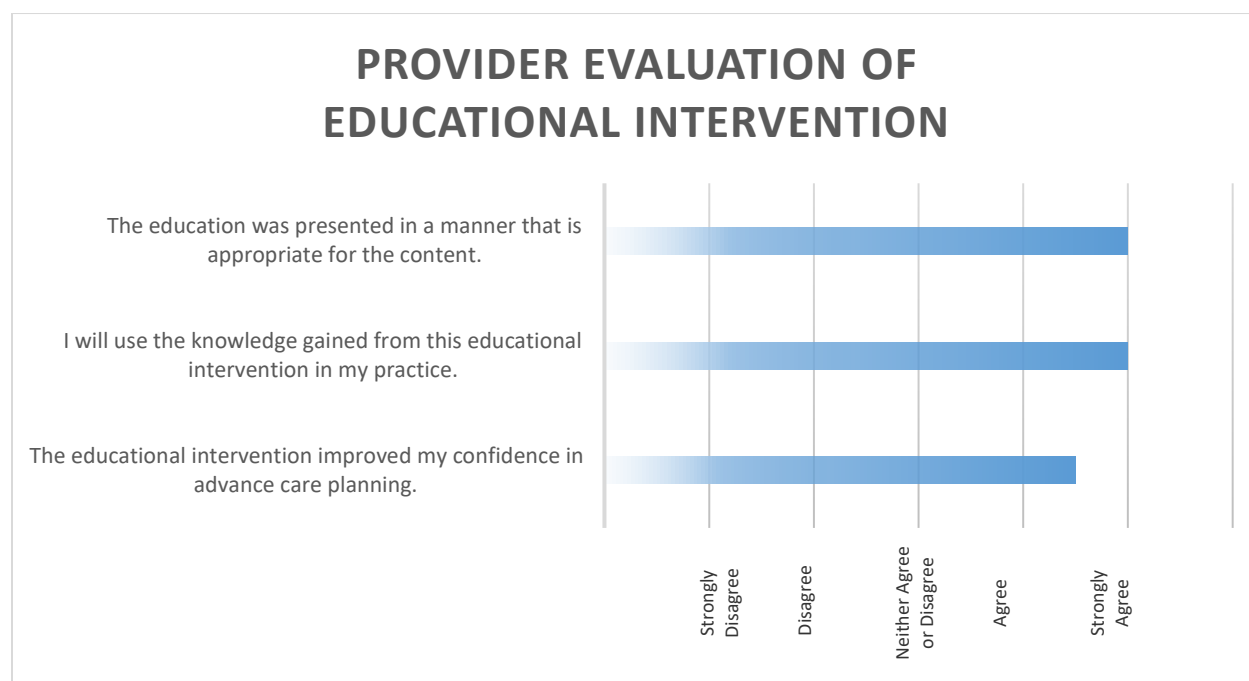 PROVIDER EVALUATION OF
EDUCATIONAL INTERVENTION
The education was presented in a manner that is
appropriate for the content.
I will use the knowledge gained from this educational
intervention in my practice.
The educational intervention improved my confidence in
advance care planning.
Strongly
Disagree
Disagree
Neither Agree
or Disagree
Agree
Strongly
Agree